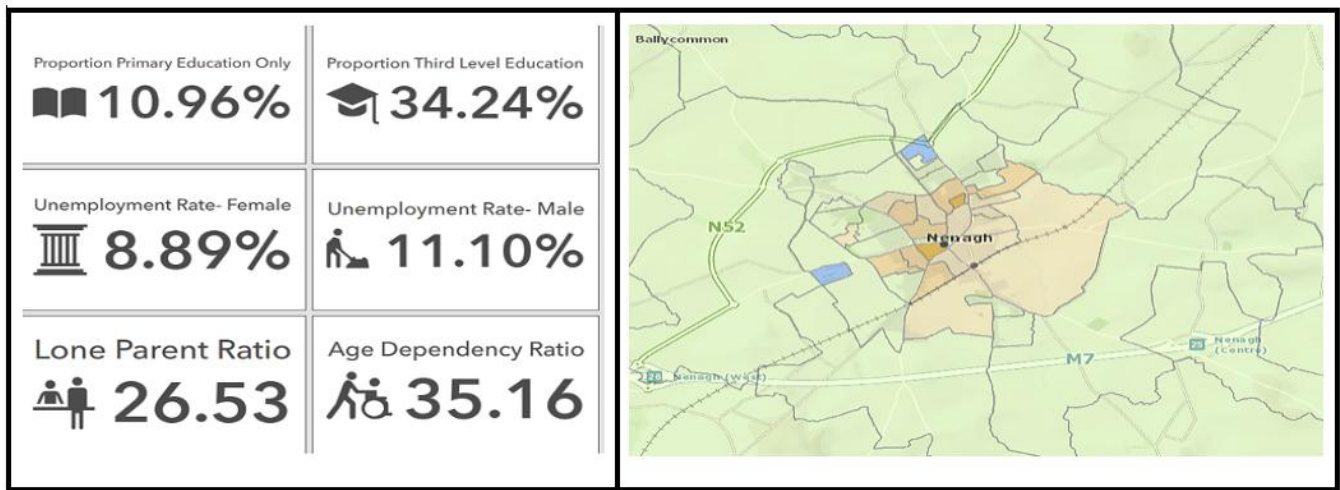 Proportion Primary Education Only
10.96%
Proportion Third Level Education
34.24%
Unemployment Rate- Female
8.89%
Unemployment Rate- Male
11.10%
Lone Parent Ratio
26.53
Age Dependency Ratio
35.16
Ballycommon
N52
Nenagh
M7
25 Nenagh
(Centre)
26 Nenagh (West)